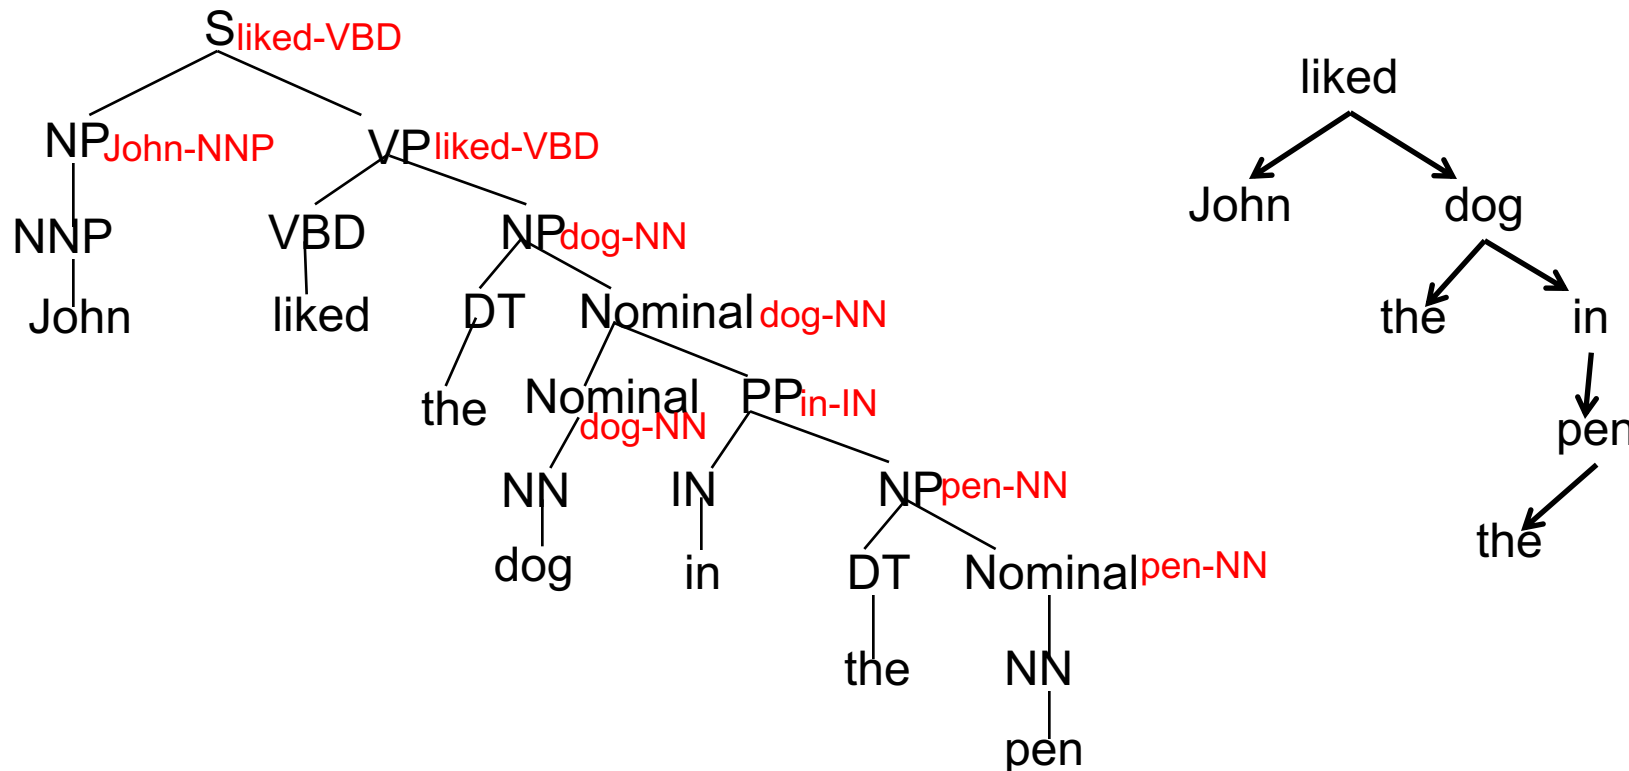 S liked-VBD
liked
NP John-NNP VP liked-VBD
John dog
NNP VBD NP dog-NN
John liked DT Nominal dog-NN
the in
the Nominal dog-NN PP in-IN
pen
NN IN NP pen-NN
the
dog in DT Nominal pen-NN
the NN
pen